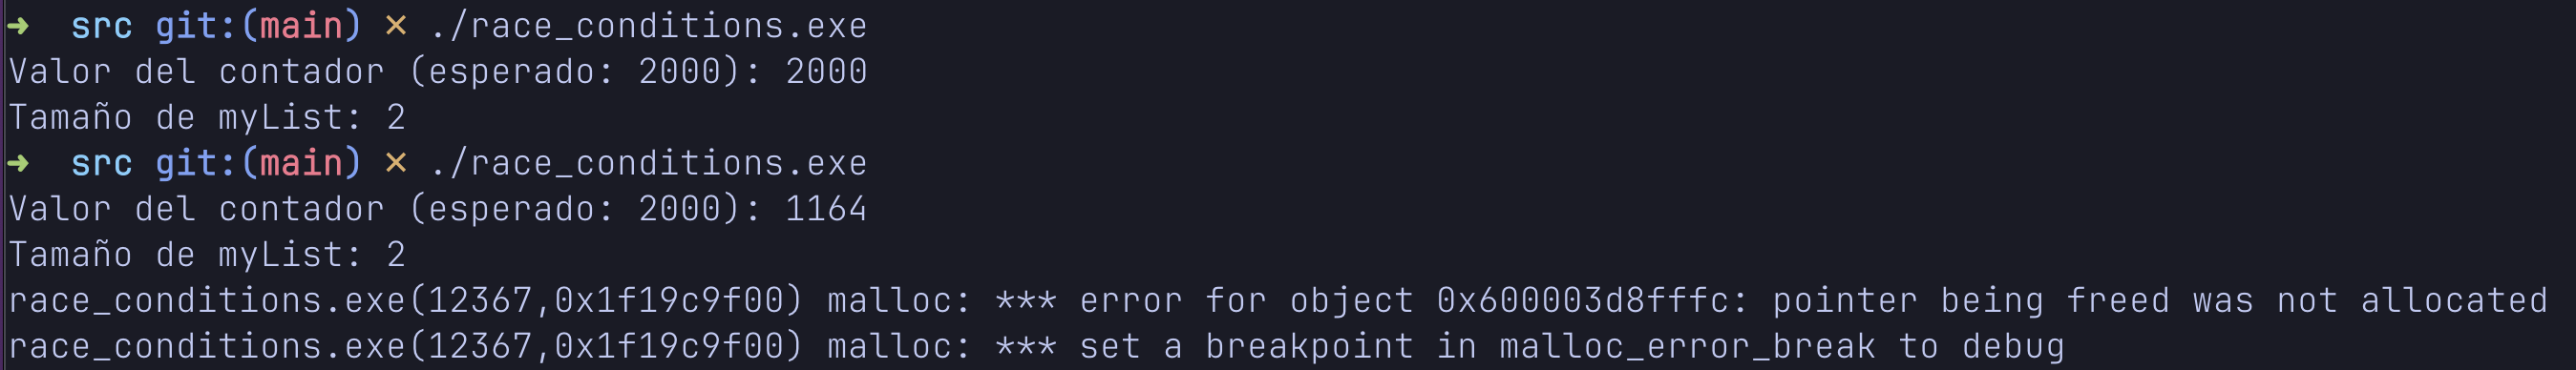 ➜  src git:(main) ✗ ./race_conditions.exe
Valor del contador (esperado: 2000): 2000
Tamaño de myList: 2
➜  src git:(main) ✗ ./race_conditions.exe
Valor del contador (esperado: 2000): 1164
Tamaño de myList: 2
race_conditions.exe(12367,0x1f19c9f00) malloc: *** error for object 0x600003d8fffc: pointer being freed was not allocated
race_conditions.exe(12367,0x1f19c9f00) malloc: *** set a breakpoint in malloc_error_break to debug